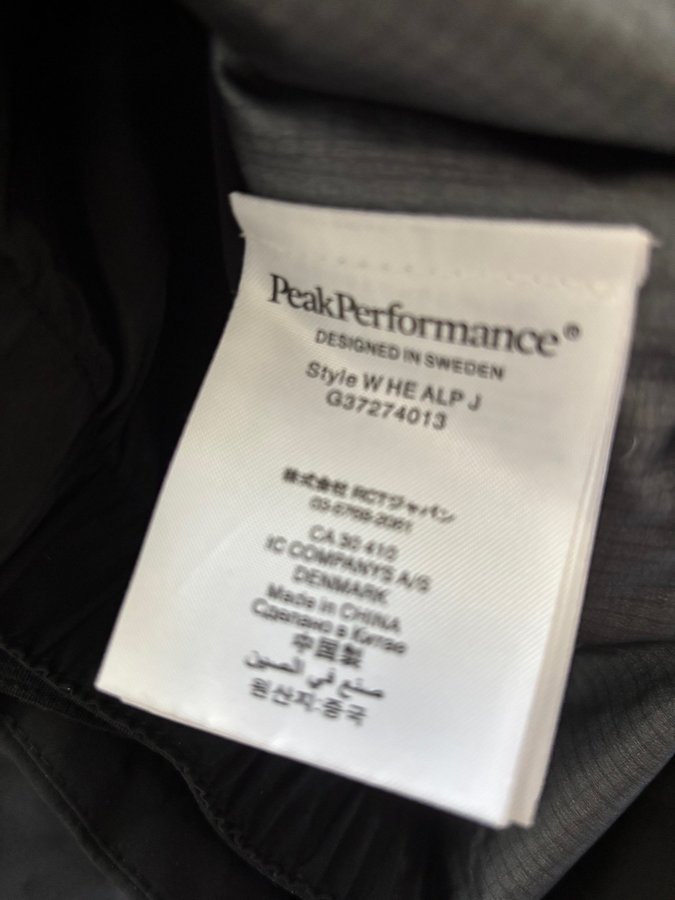 PeakPerformance®
DESIGNED IN SWEDEN
Style W HE ALP J
G37274013
株式会社 RCTジャパン
CA 30 410
IC COMPANYS A/S
DENMARK
Made in CHINA
Сделано в Китае
中国製
صنع في الصين
원산지:중국